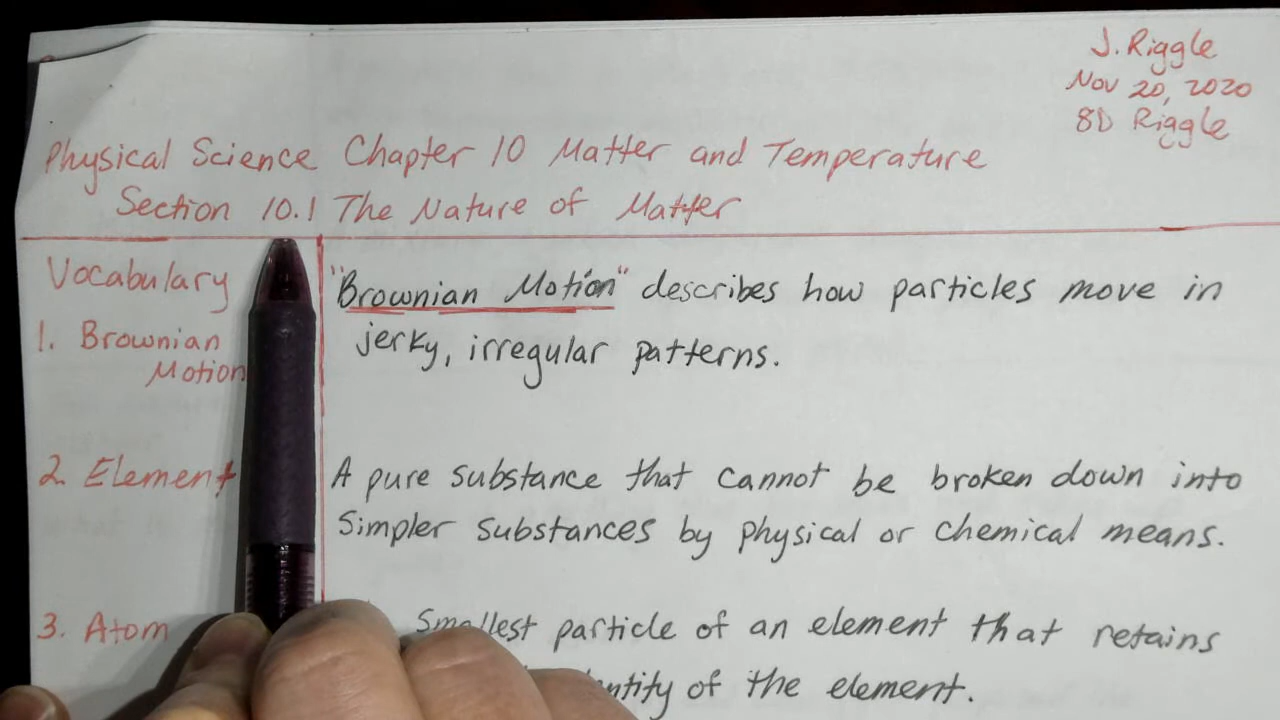 J. Riggle
Nov 20, 2020
8D Riggle
Physical Science Chapter 10 Matter and Temperature
Section 10.1 The Nature of Matter
Vocabulary
1. Brownian Motion
"Brownian Motion" describes how particles move in
jerky, irregular patterns.
2. Element
A pure substance that cannot be broken down into
simpler substances by physical or chemical means.
3. Atom
Smallest particle of an element that retains
of the element.